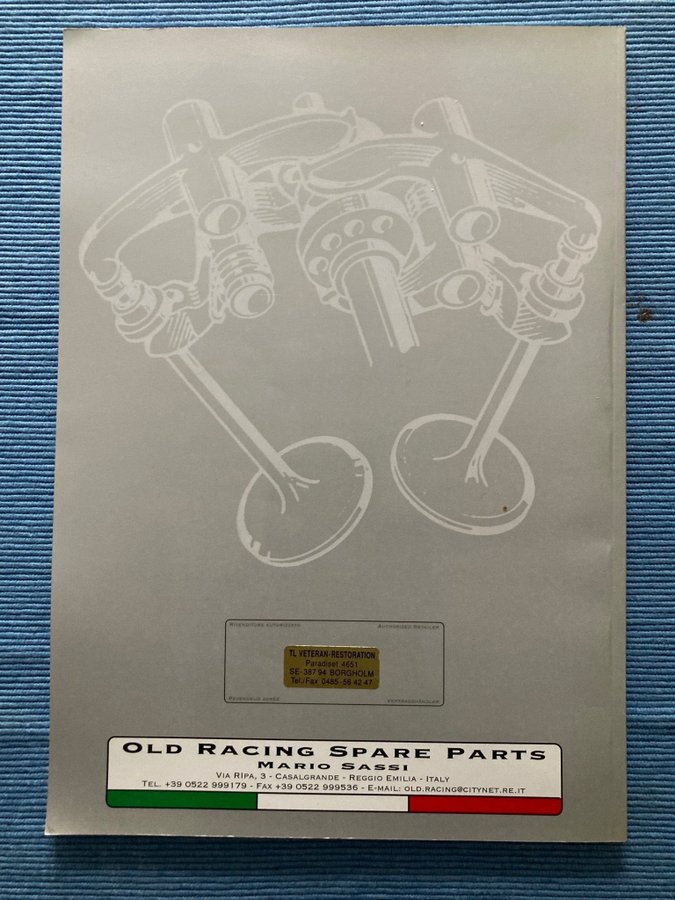 RIVENDITORE AUTORIZZATO
AUTHORIZED RETAILER
TL VETERAN-RESTORATION
Paradiset 4651
SE-387 94 BORGHOLM
Tel./Fax 0485-56 42 47
REVENDEUR AGRÉÉ
VERTRAGSHÄNDLER
OLD RACING SPARE PARTS
MARIO SASSI
VIA RIPA, 3 - CASALGRANDE - REGGIO EMILIA - ITALY
TEL. +39 0522 999179 - FAX +39 0522 999536 - E-MAIL: OLD.RACING@CITYNET.RE.IT